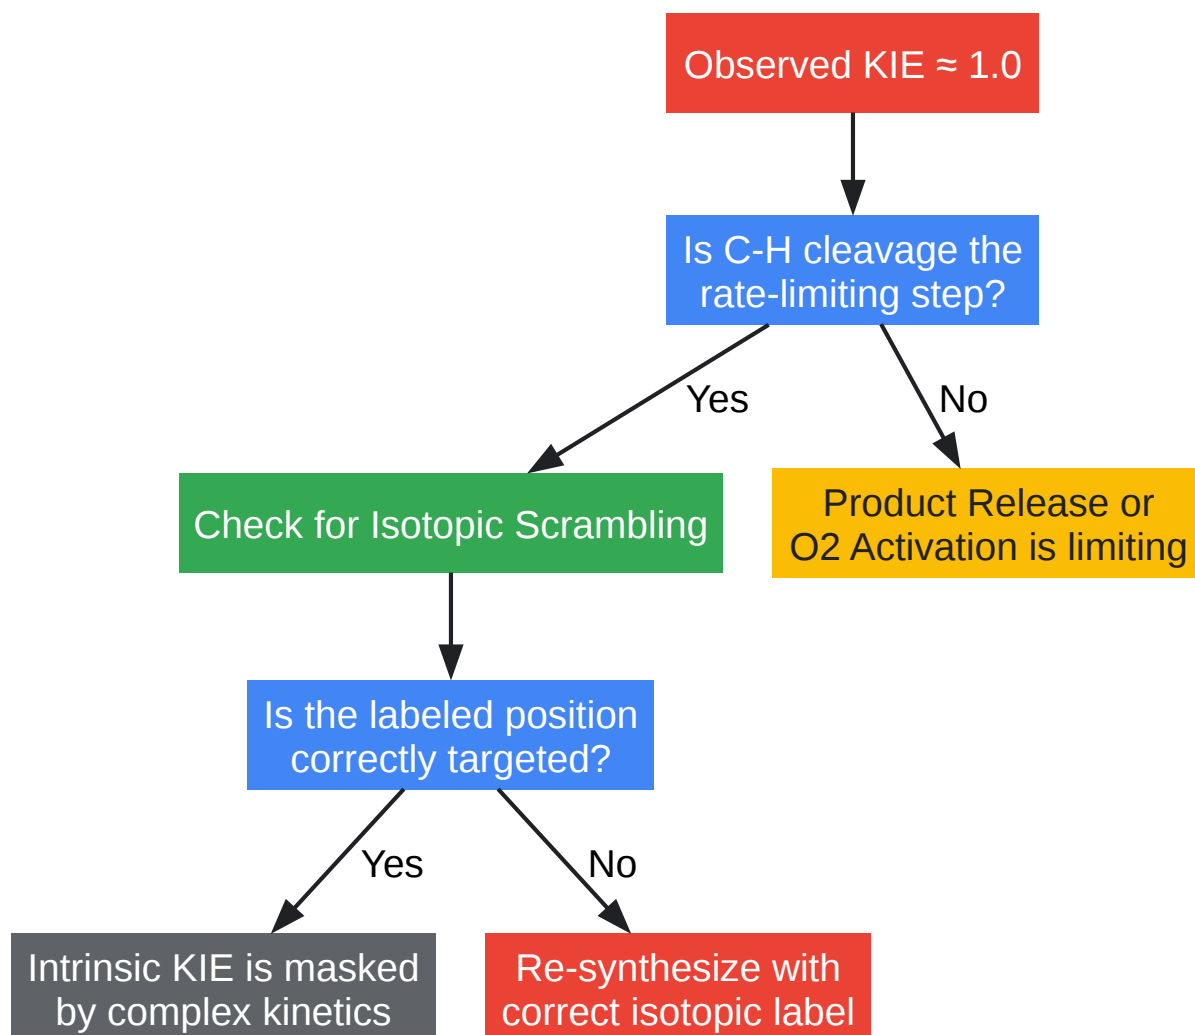 Observed KIE ≈ 1.0
Is C-H cleavage the
rate-limiting step?
Yes
No
Check for Isotopic Scrambling
Product Release or
O2 Activation is limiting
Is the labeled position
correctly targeted?
Yes
No
Intrinsic KIE is masked
by complex kinetics
Re-synthesize with
correct isotopic label